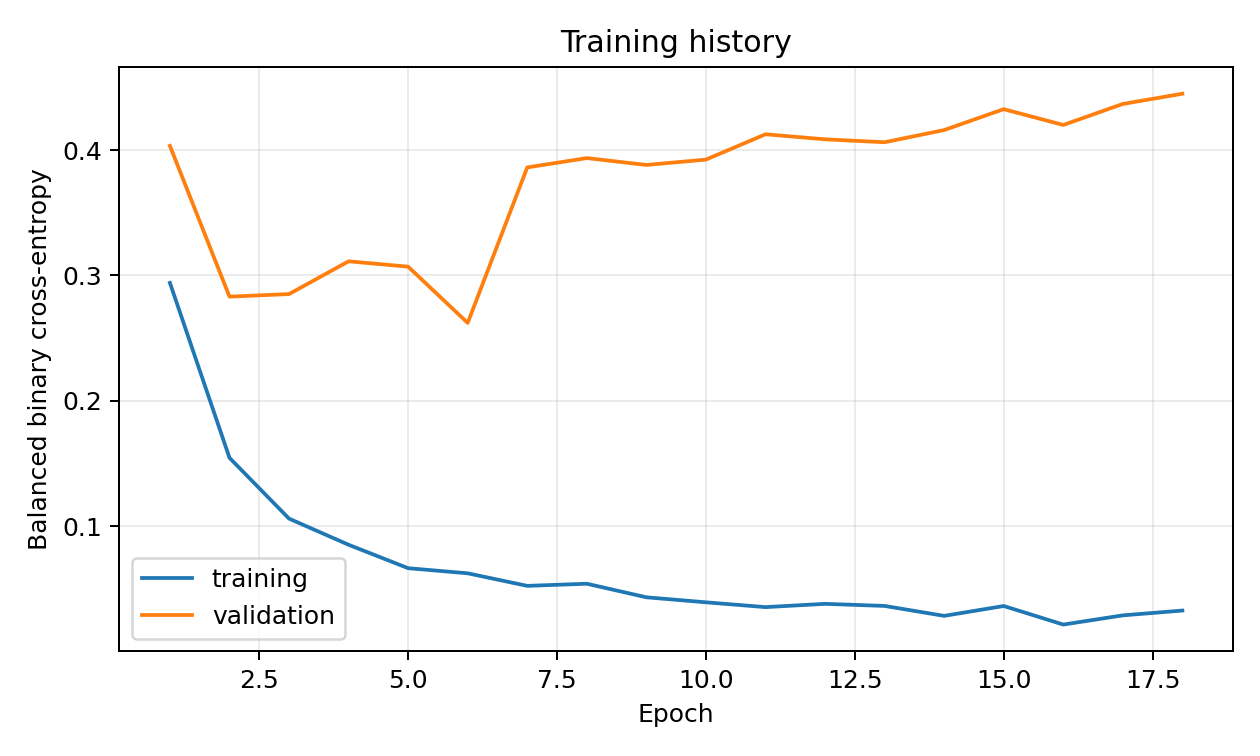 Training history
Balanced binary cross-entropy
0.4
0.3
0.2
0.1
training
validation
2.5 5.0 7.5 10.0 12.5 15.0 17.5
Epoch